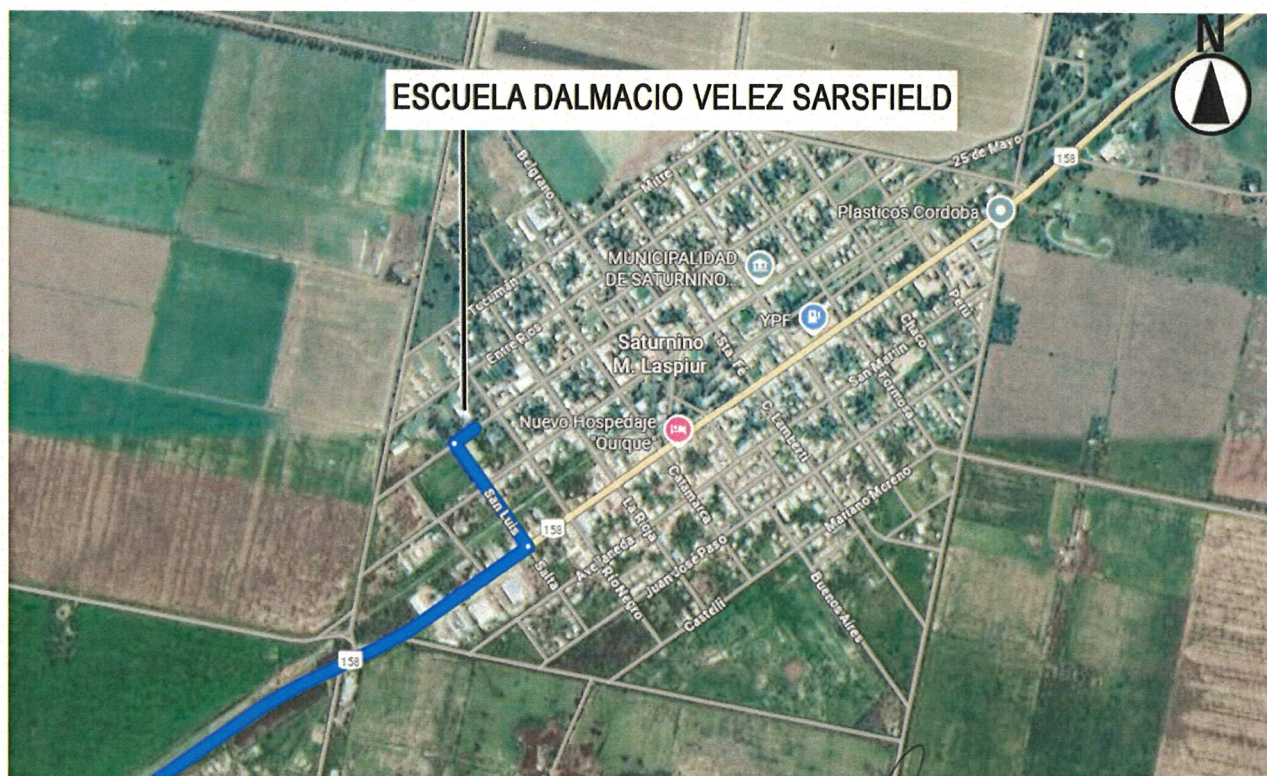 N
ESCUELA DALMACIO VELEZ SARSFIELD
25 de Mayo
158
Belgrano
Mitre
Plasticos Cordoba
MUNICIPALIDAD
DE SATURNINO...
Tucumán
Perú
YPF
Chaco
Entre Ríos
Saturnino
M. Laspiur
Sta Fé
San Martín
Formosa
Nuevo Hospedaje
"Quique"
C. Lamberti
Catamarca
Mariano Moreno
San Luis
La Rioja
158
Avellaneda
Juan José Paso
Salta
Río Negro
Buenos Aires
Castelli
158